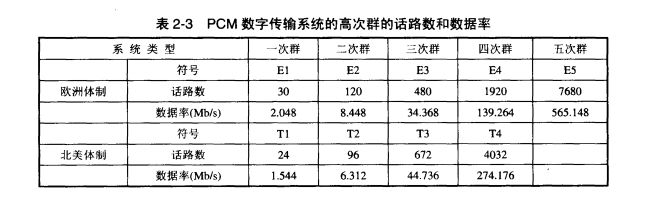 表 2-3 PCM 数字传输系统的高次群的话路数和数据率
系统类型 一次群 二次群 三次群 四次群 五次群
符号 E1 E2 E3 E4 E5
欧洲体制 话路数 30 120 480 1920 7680
数据率(Mb/s) 2.048 8.448 34.368 139.264 565.148
符号 T1 T2 T3 T4
北美体制 话路数 24 96 672 4032
数据率(Mb/s) 1.544 6.312 44.736 274.176